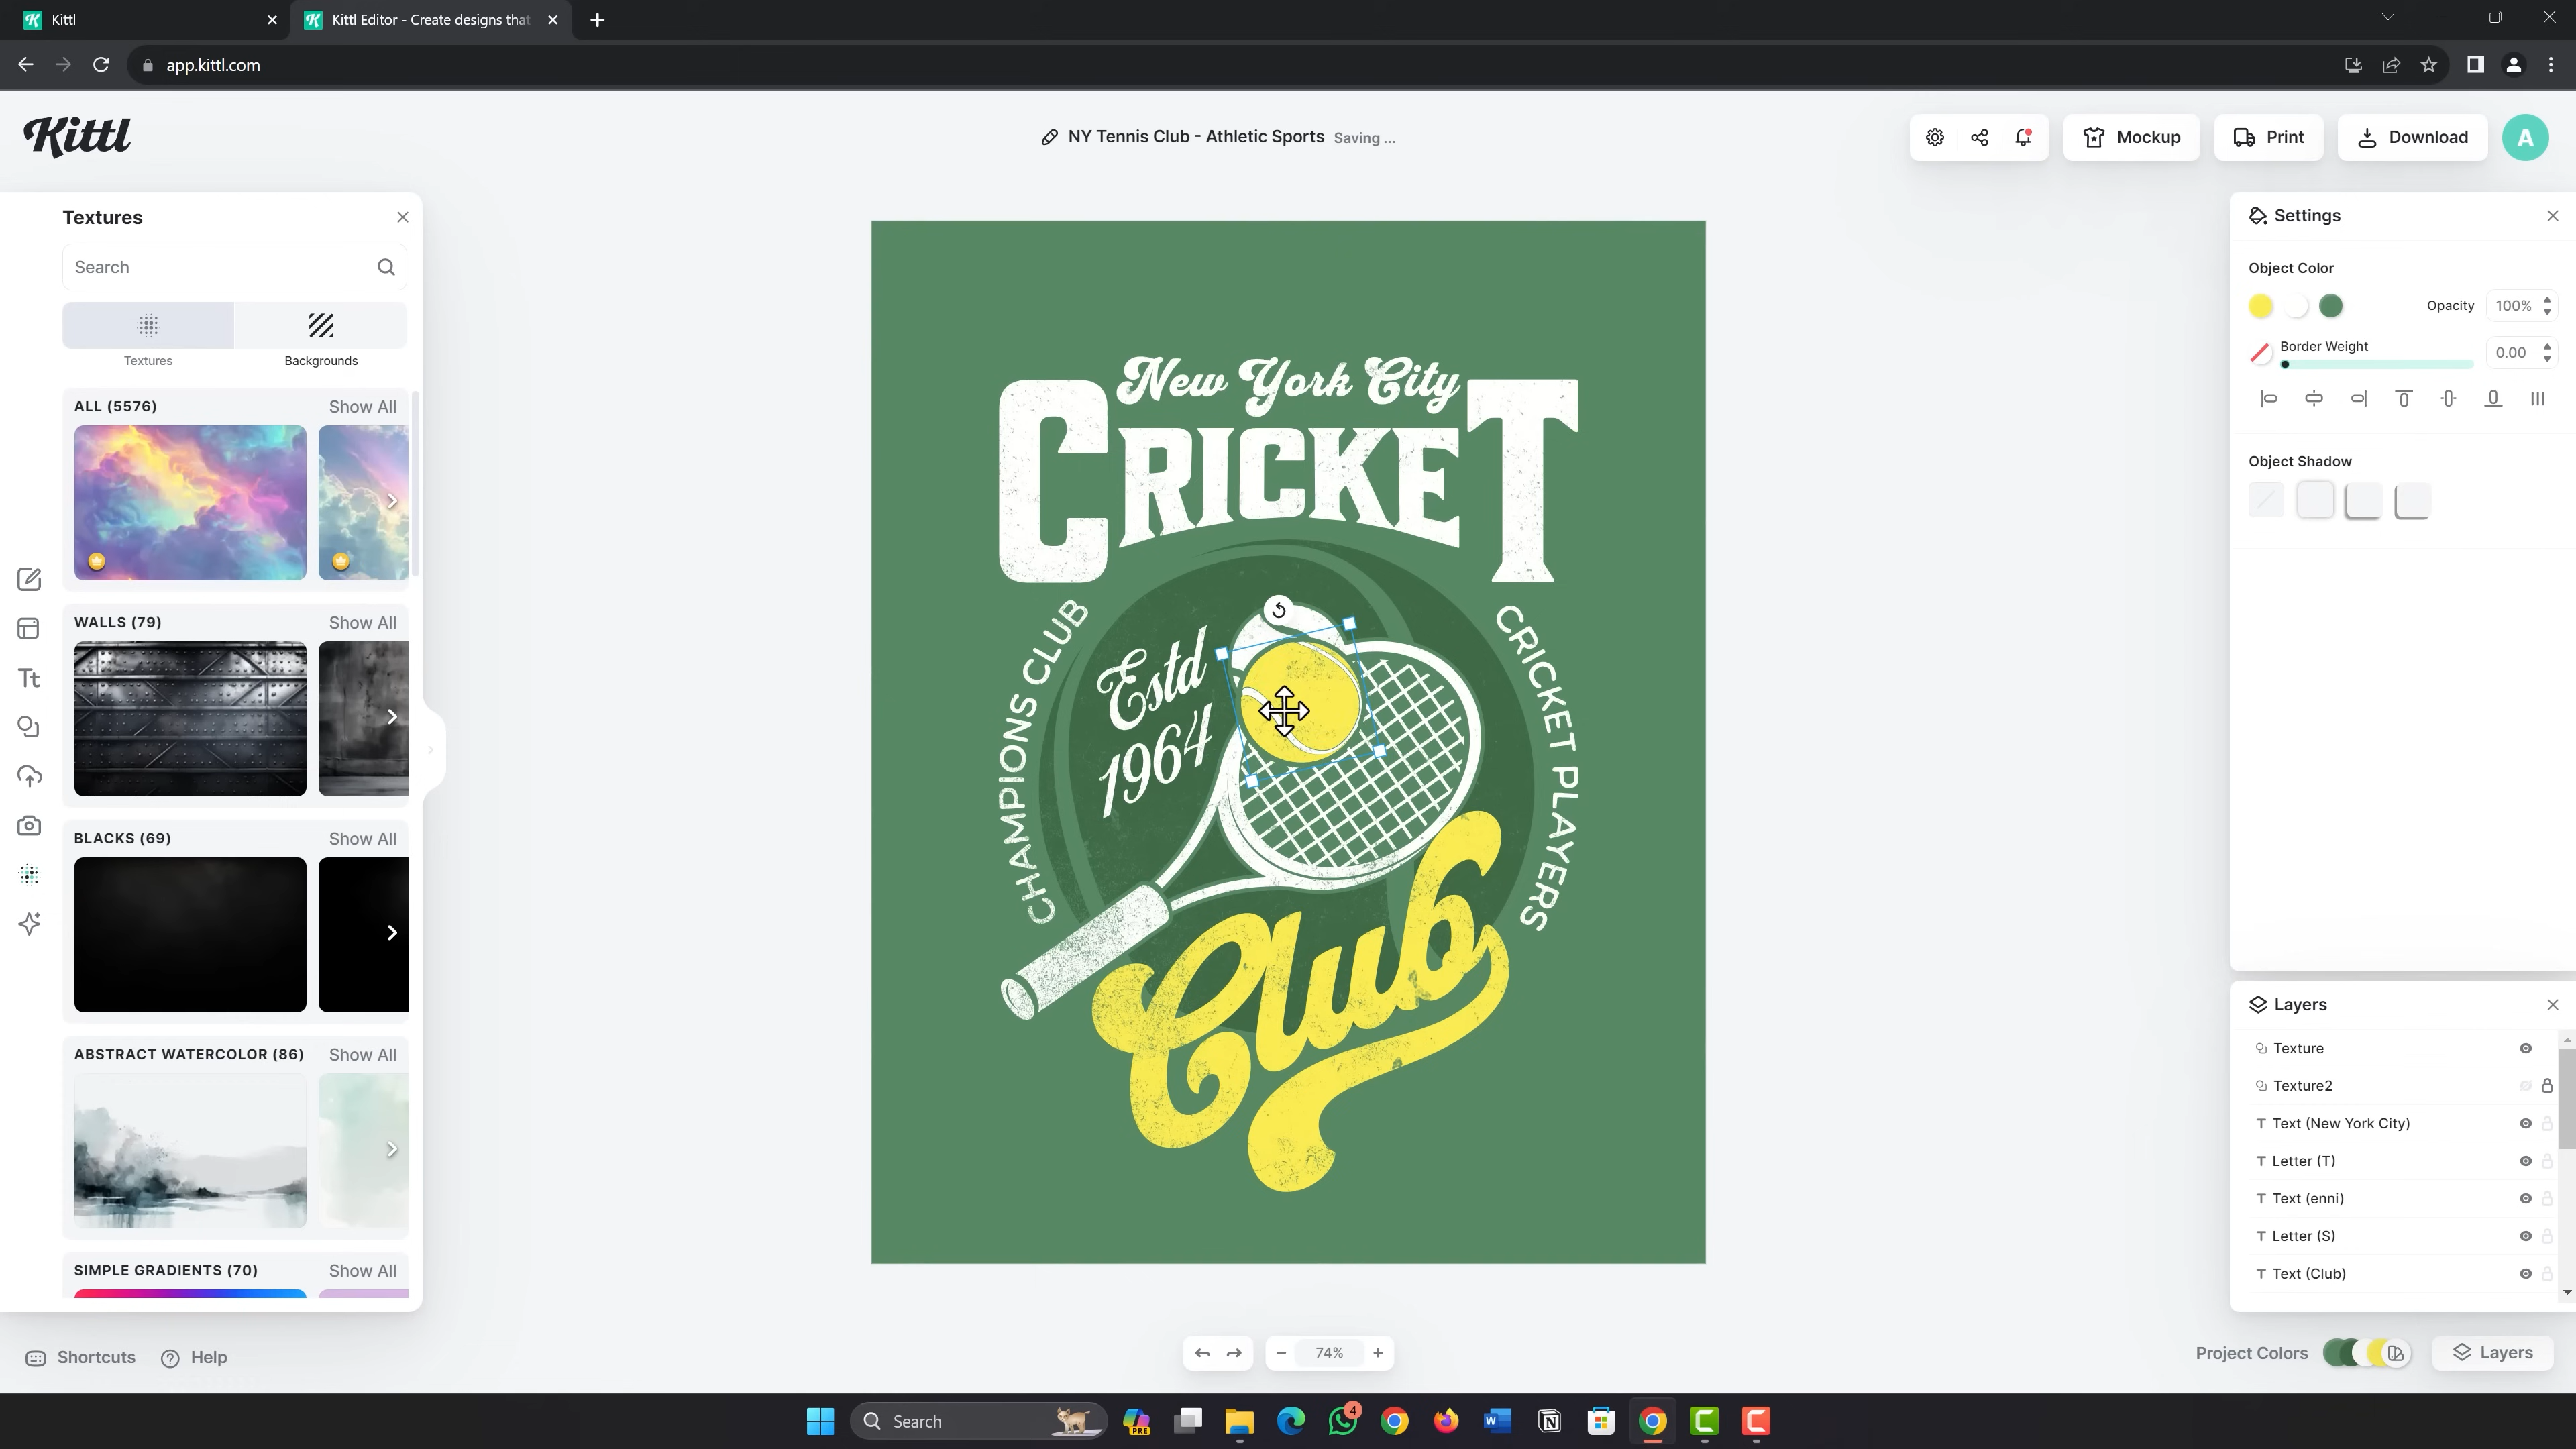 Kittl
Kittl Editor - Create designs that
app.kittl.com
Kittl
NY Tennis Club - Athletic Sports Saving ...
Mockup
Print
Download
A
Textures
Search
Textures
Backgrounds
ALL (5576) Show All
WALLS (79) Show All
BLACKS (69) Show All
ABSTRACT WATERCOLOR (86) Show All
SIMPLE GRADIENTS (70) Show All
Shortcuts
Help
New York City
CRICKET
CHAMPIONS CLUB
Estd
1964
CRICKET PLAYERS
Club
74%
Settings
Object Color
Opacity 100%
Border Weight 0.00
Object Shadow
Layers
Texture
Texture2
Text (New York City)
Letter (T)
Text (enni)
Letter (S)
Text (Club)
Project Colors
Layers
Search
PRE
4